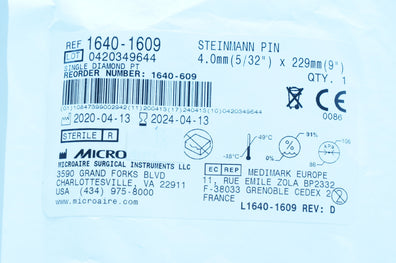 REF 1640-1609
LOT 0420349644
SINGLE DIAMOND PT
REORDER NUMBER: 1640-609
STEINMANN PIN
4.0mm(5/32") x 229mm(9")
QTY. 1
CE
0086
2020-04-13
2024-04-13
STERILE R
-18°C
49°C
0%
91%
MICRO
MICROAIRE SURGICAL INSTRUMENTS LLC
3590 GRAND FORKS BLVD
CHARLOTTESVILLE, VA 22911
USA (434) 975-8000
www.microaire.com
EC REP MEDIMARK EUROPE
11, RUE EMILE ZOLA BP2332
F-38033 GRENOBLE CEDEX 2
FRANCE
L1640-1609 REV: D